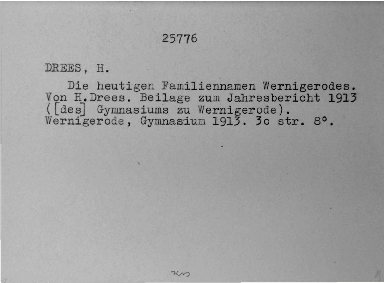 25776
DREES, H.
Die heutigen Familiennamen Wernigerodes.
Von H.Drees. Beilage zum Jahresbericht 1913
([des] Gymnasiums zu Wernigerode).
Wernigerode, Gymnasium 1913. 3c str. 8°.